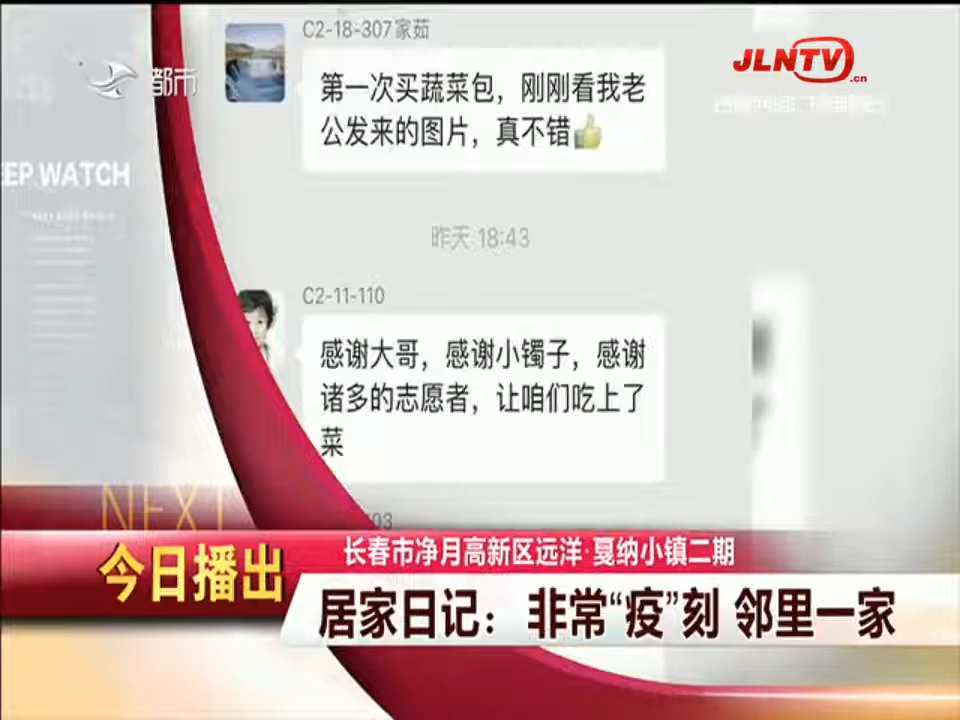 C2-18-307家茹
第一次买蔬菜包，刚刚看我老
公发来的图片，真不错
JLNTV.cn
都市
EEP WATCH
昨天 18:43
C2-11-110
感谢大哥，感谢小镯子，感谢
诸多的志愿者，让咱们吃上了
菜
NEXT
长春市净月高新区远洋·戛纳小镇二期
今日播出
居家日记：非常“疫”刻 邻里一家